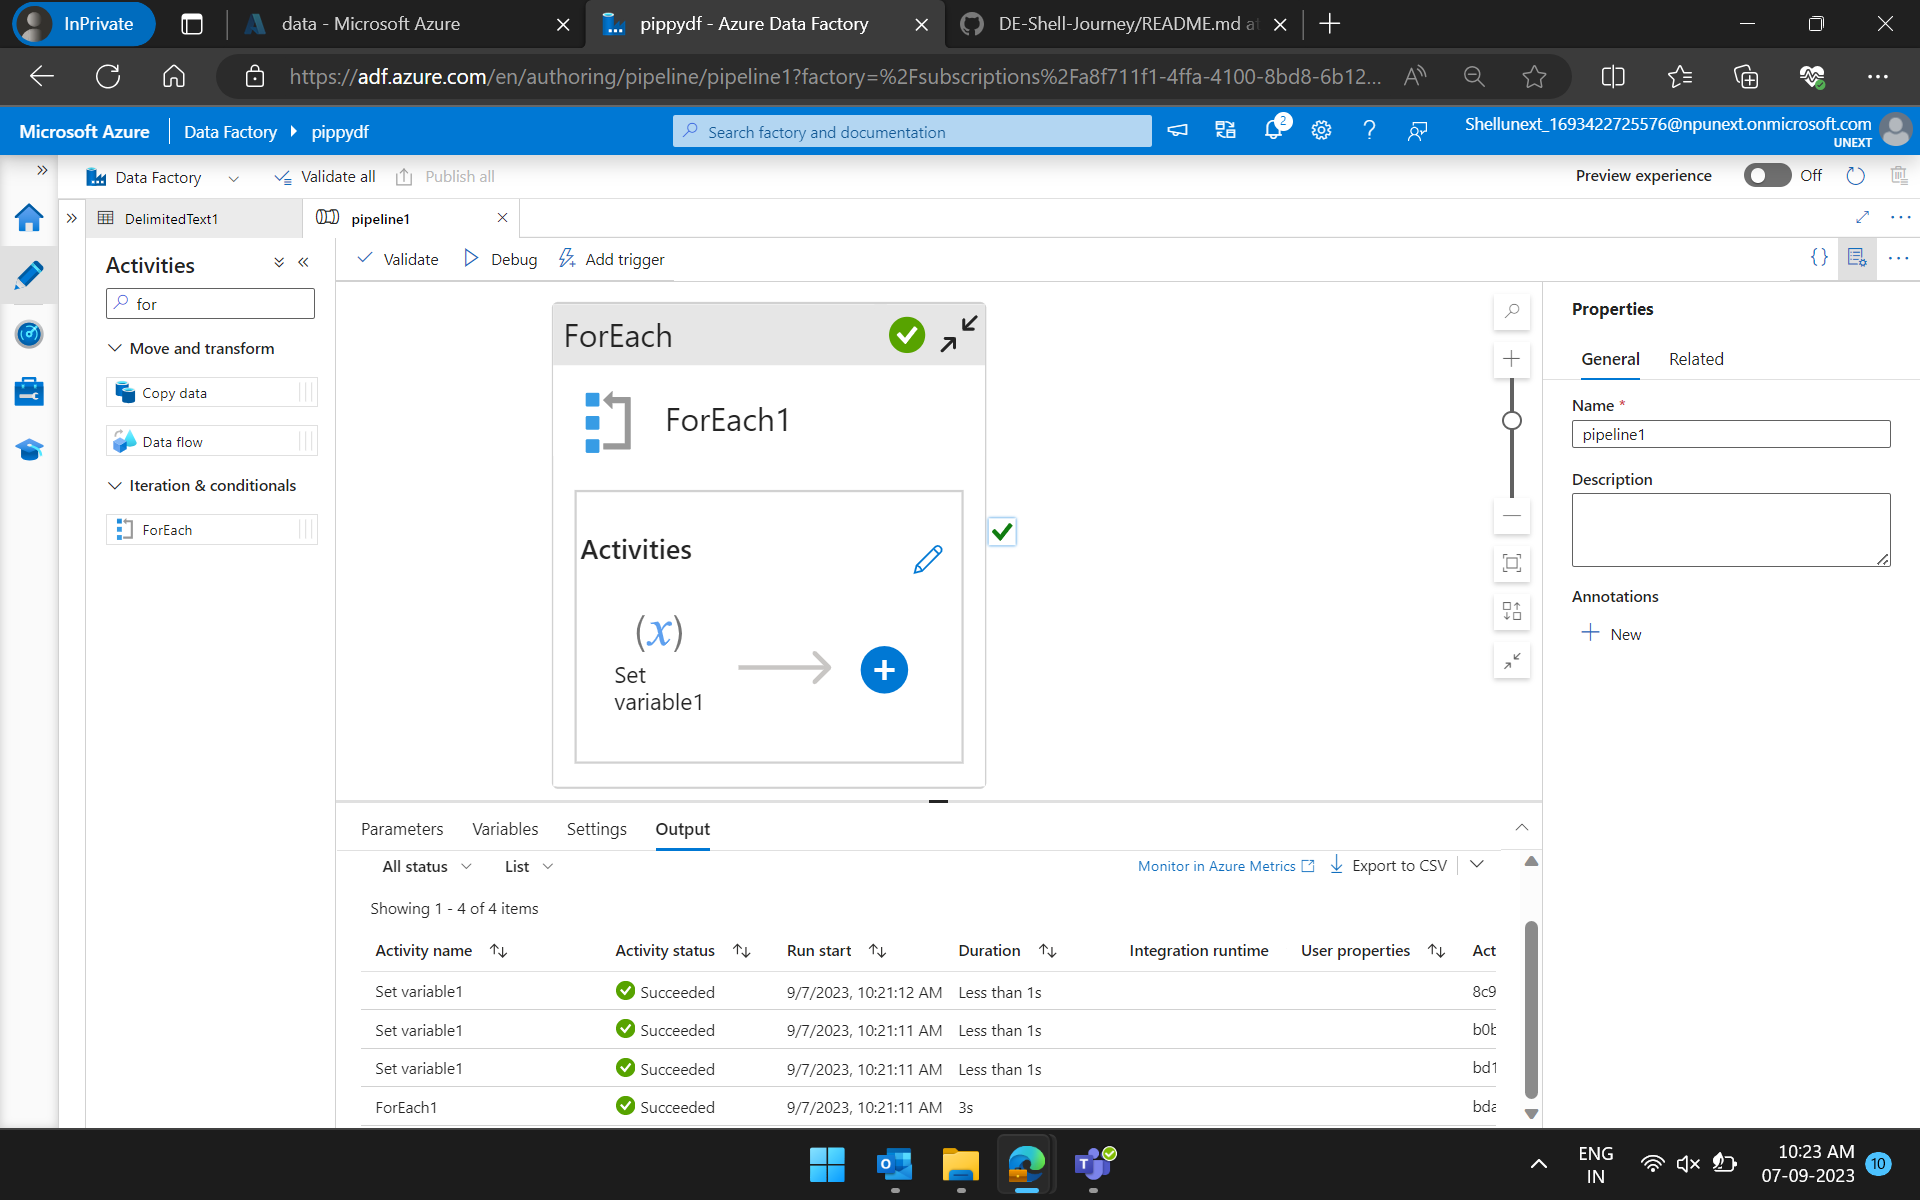 InPrivate
data - Microsoft Azure
pippydf - Azure Data Factory
DE-Shell-Journey/README.md at
https://adf.azure.com/en/authoring/pipeline/pipeline1?factory=%2Fsubscriptions%2Fa8f711f1-4ffa-4100-8bd8-6b12...
Microsoft Azure
Data Factory
pippydf
Search factory and documentation
2
Shellunext_1693422725576@npunext.onmicrosoft.com
UNEXT
Data Factory
Validate all
Publish all
Preview experience
Off
DelimitedText1
pipeline1
Activities
for
Move and transform
Copy data
Data flow
Iteration & conditionals
ForEach
Validate
Debug
Add trigger
ForEach
ForEach1
Activities
(x)
Set
variable1
Properties
General
Related
Name *
pipeline1
Description
Annotations
New
Parameters
Variables
Settings
Output
All status
List
Monitor in Azure Metrics
Export to CSV
Showing 1 - 4 of 4 items
Activity name
Activity status
Run start
Duration
Integration runtime
User properties
Act
Set variable1 Succeeded 9/7/2023, 10:21:12 AM Less than 1s 8c9
Set variable1 Succeeded 9/7/2023, 10:21:11 AM Less than 1s b0b
Set variable1 Succeeded 9/7/2023, 10:21:11 AM Less than 1s bd1
ForEach1 Succeeded 9/7/2023, 10:21:11 AM 3s bda
ENG
IN
10:23 AM
07-09-2023
10